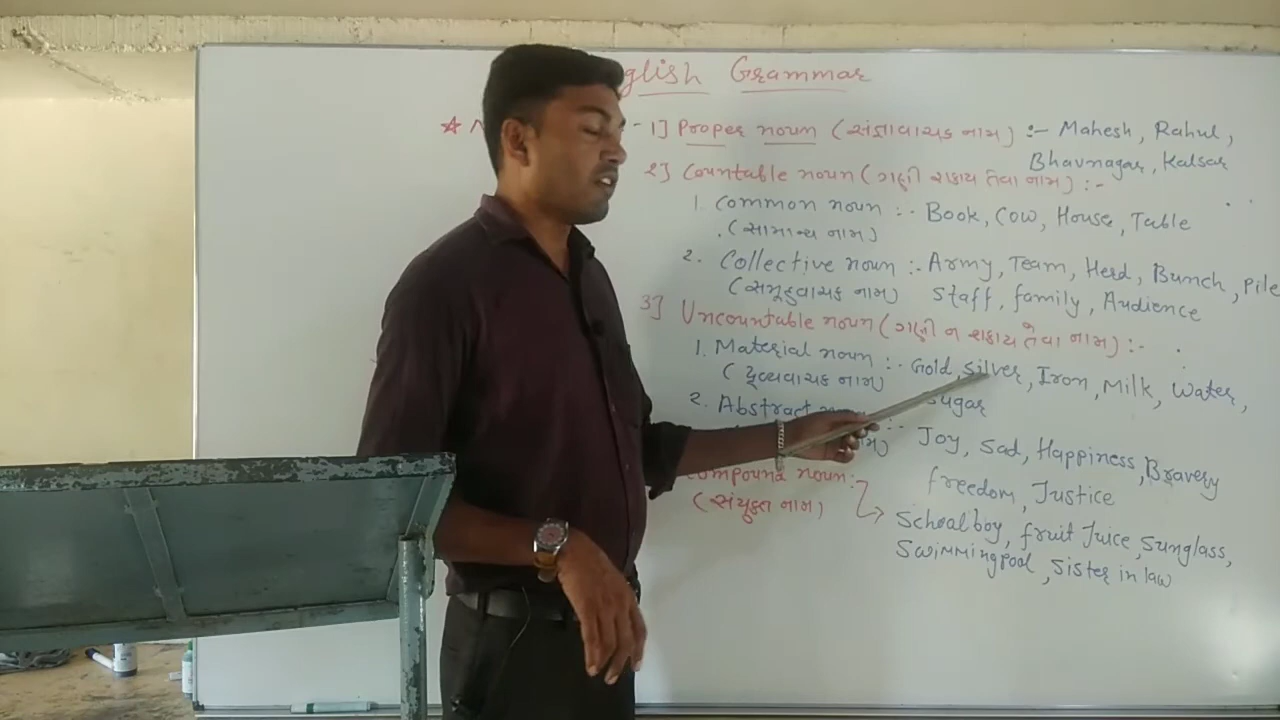 glish Grammar
1] Proper noun (સંજ્ઞાવાચક નામ) :- Mahesh, Rahul,
Bhavnagar, Kalsar
2] Countable noun (ગણી શકાય તેવા નામ) :-
1. Common noun :- Book, Cow, House, Table
(સામાન્ય નામ)
2. Collective noun :- Army, Team, Herd, Bunch, Pile
(સમૂહવાચક નામ) Staff, family, Audience
3] Uncountable noun (ગણી ન શકાય તેવા નામ) :-
1. Material noun :- Gold, Silver, Iron, Milk, Water,
(દ્રવ્યવાચક નામ) Sugar
2. Abstract :- Joy, Sad, Happiness, Bravery
freedom, Justice
compound noun:
(સંયુક્ત નામ) → Schoolboy, fruit Juice, Sunglass,
Swimmingpool, Sister in law